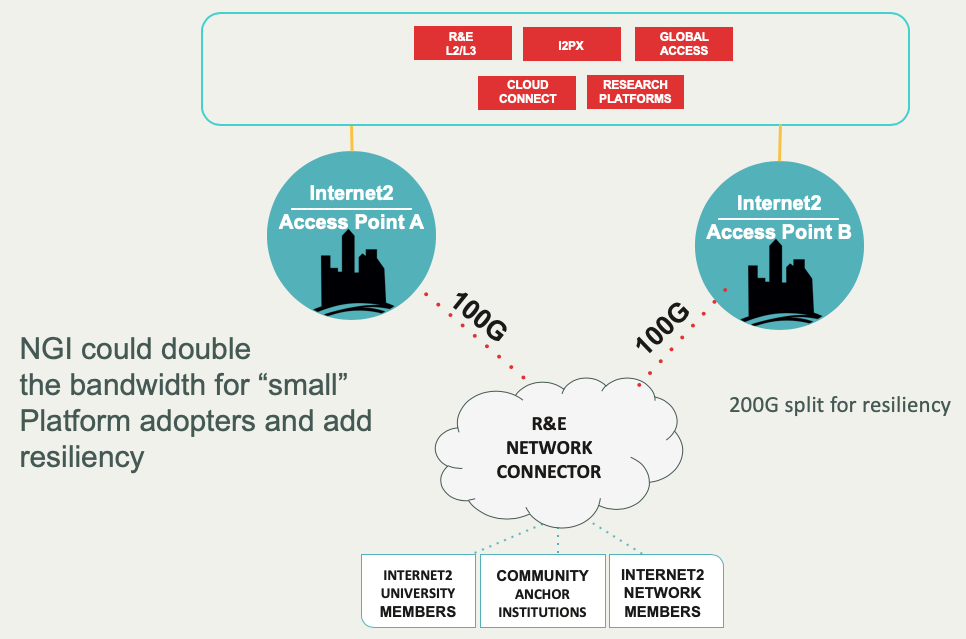 R&E
L2/L3
I2PX
GLOBAL
ACCESS
CLOUD
CONNECT
RESEARCH
PLATFORMS
Internet2
Access Point A
Internet2
Access Point B
100G
100G
NGI could double
the bandwidth for “small”
Platform adopters and add
resiliency
200G split for resiliency
R&E
NETWORK
CONNECTOR
INTERNET2
UNIVERSITY
MEMBERS
COMMUNITY
ANCHOR
INSTITUTIONS
INTERNET2
NETWORK
MEMBERS